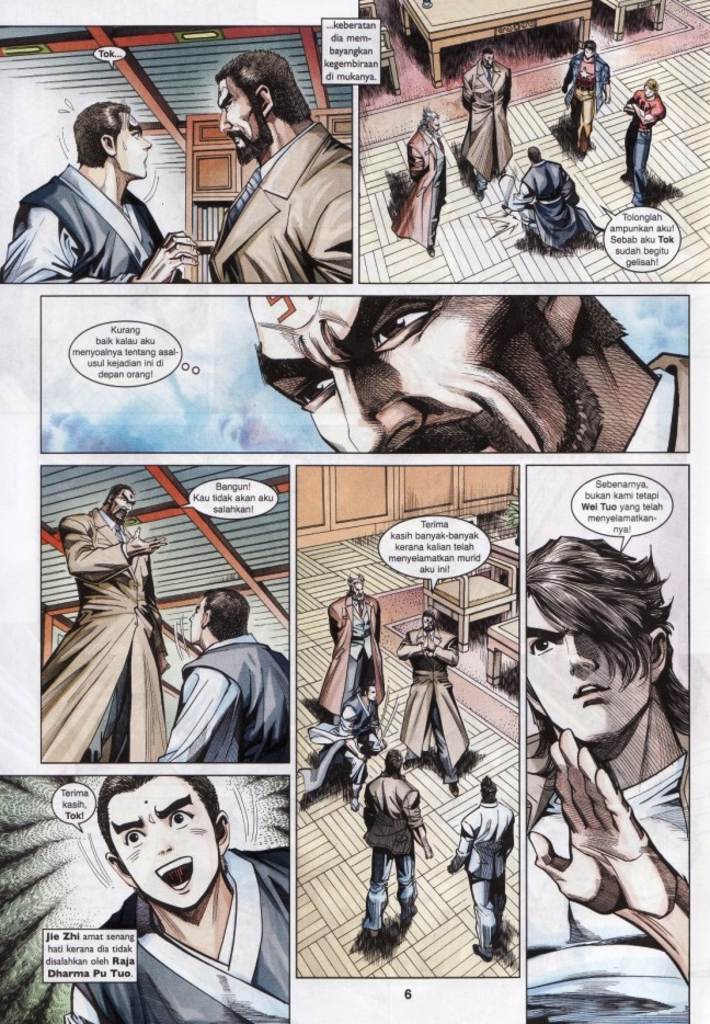 Tok...
...keberatan
dia mem-
bayangkan
kegembiraan
di mukanya.
Tolonglah
ampunkan aku!
Sebab aku Tok
sudah begitu
gelisah!
Kurang
baik kalau aku
menyoalnya tentang asal-
usul kejadian ini di
depan orang!
Bangun!
Kau tidak akan aku
salahkan!
Terima
kasih,
Tok!
Jie Zhi amat senang
hati kerana dia tidak
disalahkan oleh Raja
Dharma Pu Tuo.
Terima
kasih banyak-banyak
kerana kalian telah
menyelamatkan murid
aku ini!
Sebenarnya,
bukan kami tetapi
Wei Tuo yang telah
menyelamatkan-
nya!
6